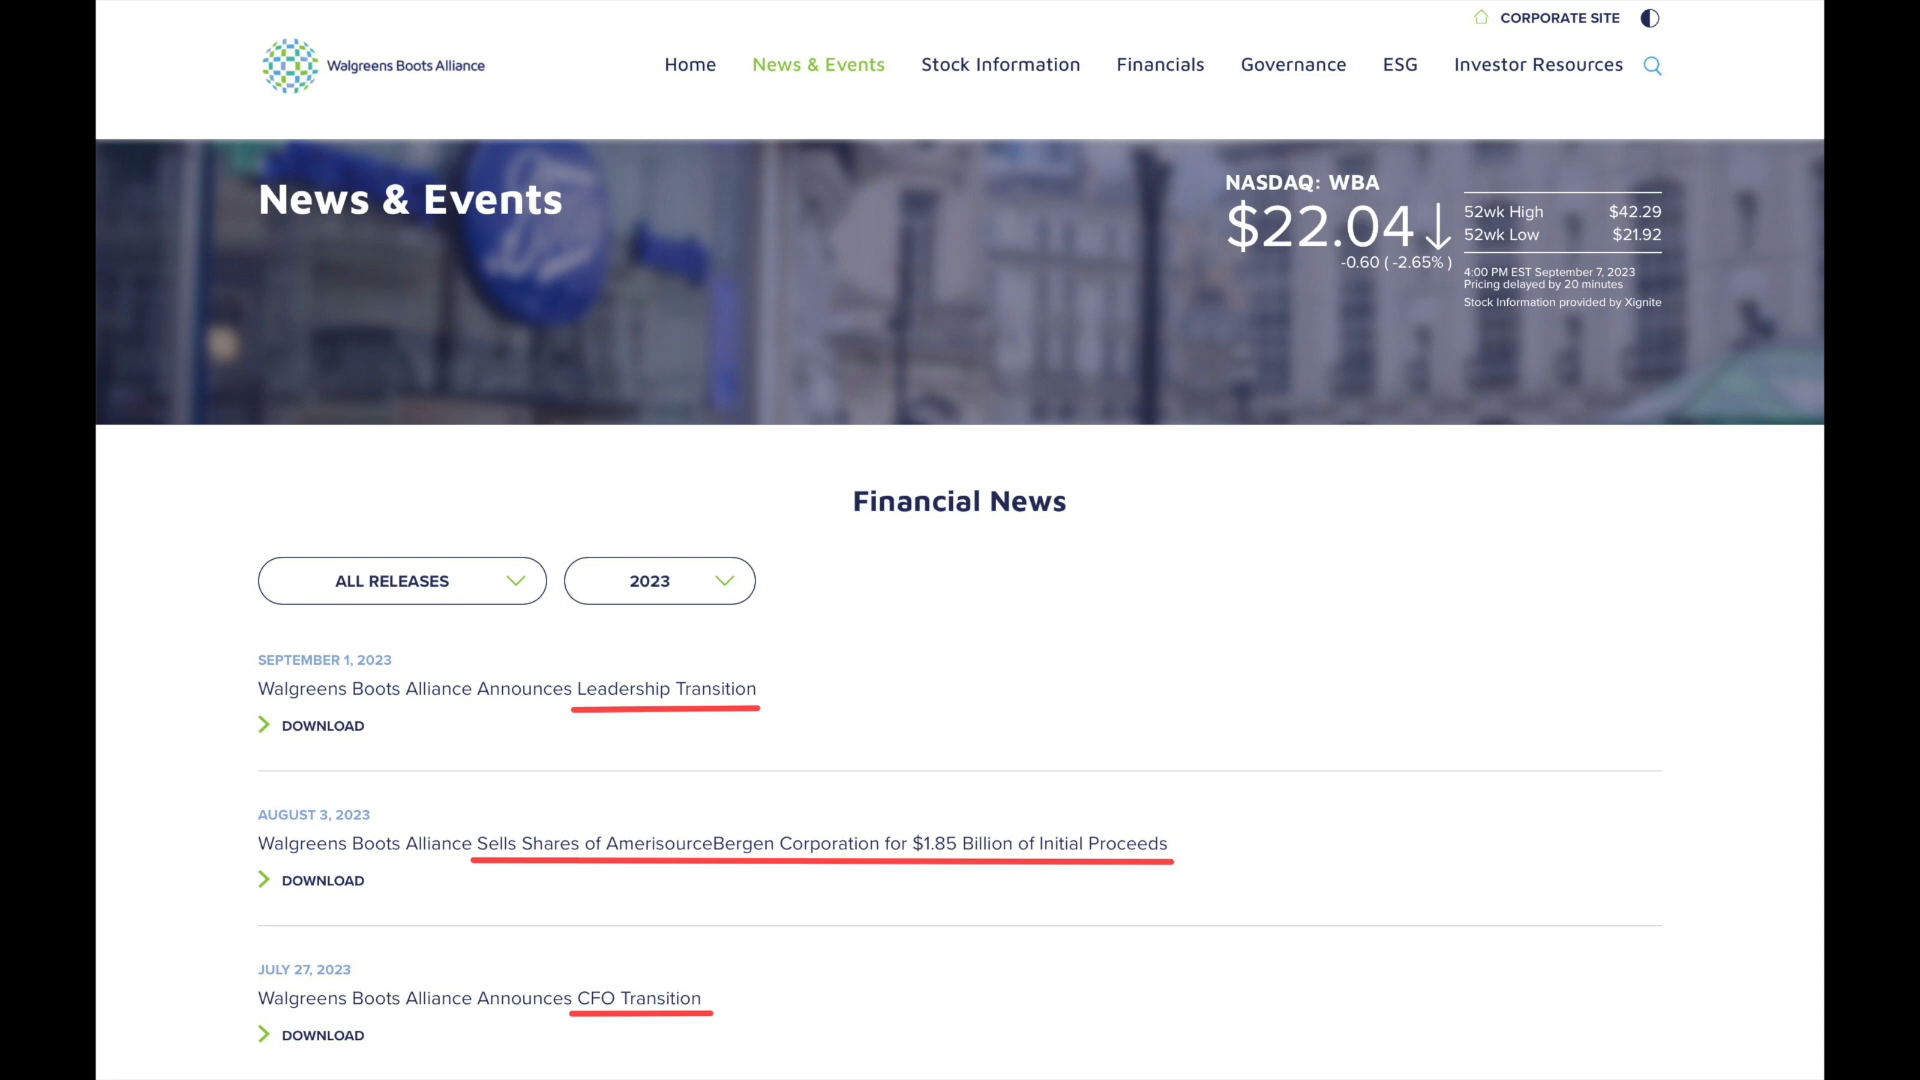 CORPORATE SITE
Walgreens Boots Alliance
Home
News & Events
Stock Information
Financials
Governance
ESG
Investor Resources
News & Events
NASDAQ: WBA
$22.04
-0.60 ( -2.65% )
52wk High $42.29
52wk Low $21.92
4:00 PM EST September 7, 2023
Pricing delayed by 20 minutes
Stock Information provided by Xignite
Financial News
ALL RELEASES
2023
SEPTEMBER 1, 2023
Walgreens Boots Alliance Announces Leadership Transition
DOWNLOAD
AUGUST 3, 2023
Walgreens Boots Alliance Sells Shares of AmerisourceBergen Corporation for $1.85 Billion of Initial Proceeds
DOWNLOAD
JULY 27, 2023
Walgreens Boots Alliance Announces CFO Transition
DOWNLOAD